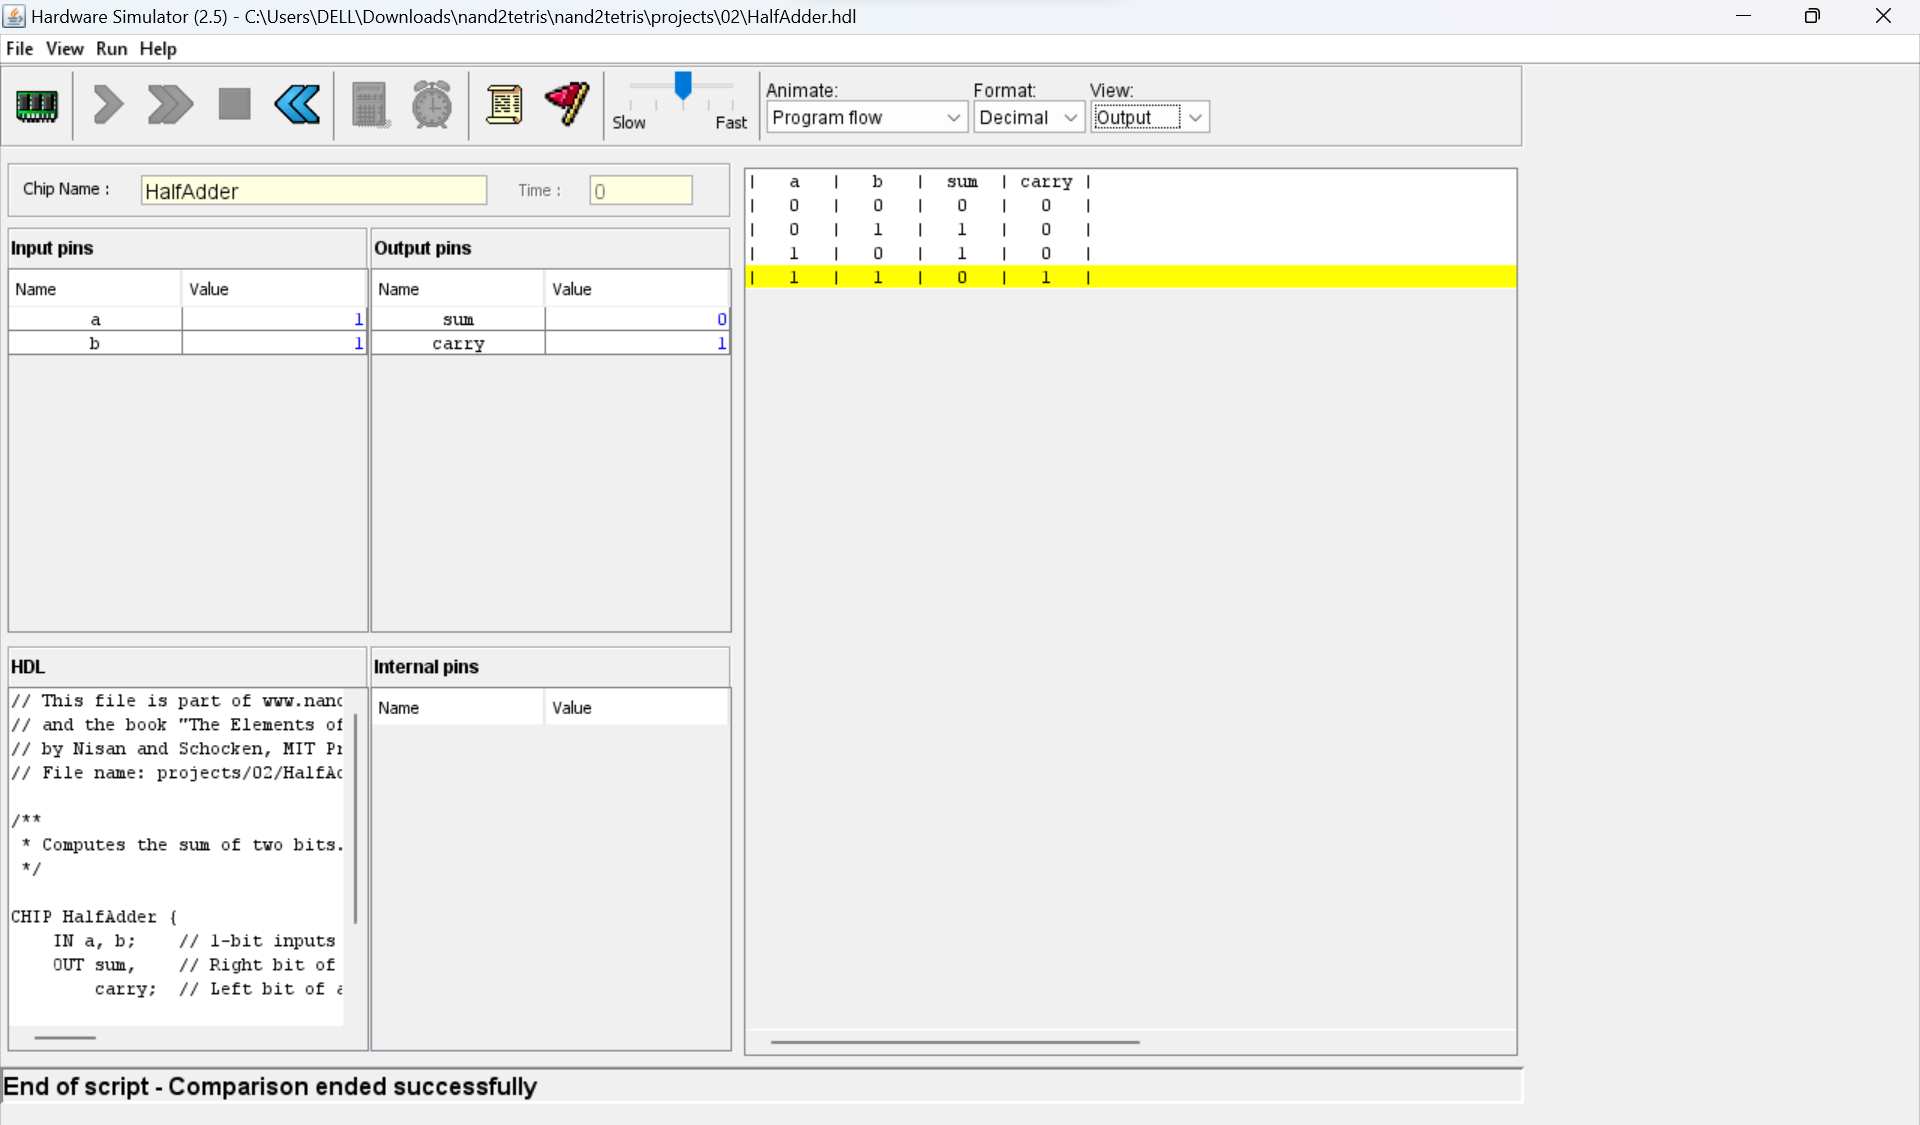 Hardware Simulator (2.5) - C:\Users\DELL\Downloads\nand2tetris\nand2tetris\projects\02\HalfAdder.hdl
File View Run Help
Animate: Format: View:
Slow Fast Program flow Decimal Output
Chip Name : HalfAdder Time : 0
Input pins
Name Value
a 1
b 1
Output pins
Name Value
sum 0
carry 1
| a | b | sum | carry |
| 0 | 0 | 0 | 0 |
| 0 | 1 | 1 | 0 |
| 1 | 0 | 1 | 0 |
| 1 | 1 | 0 | 1 |
HDL
// This file is part of www.nand
// and the book "The Elements of
// by Nisan and Schocken, MIT Pr
// File name: projects/02/HalfAd
/**
* Computes the sum of two bits.
*/
CHIP HalfAdder {
IN a, b; // 1-bit inputs
OUT sum, // Right bit of
carry; // Left bit of a
Internal pins
Name Value
End of script - Comparison ended successfully